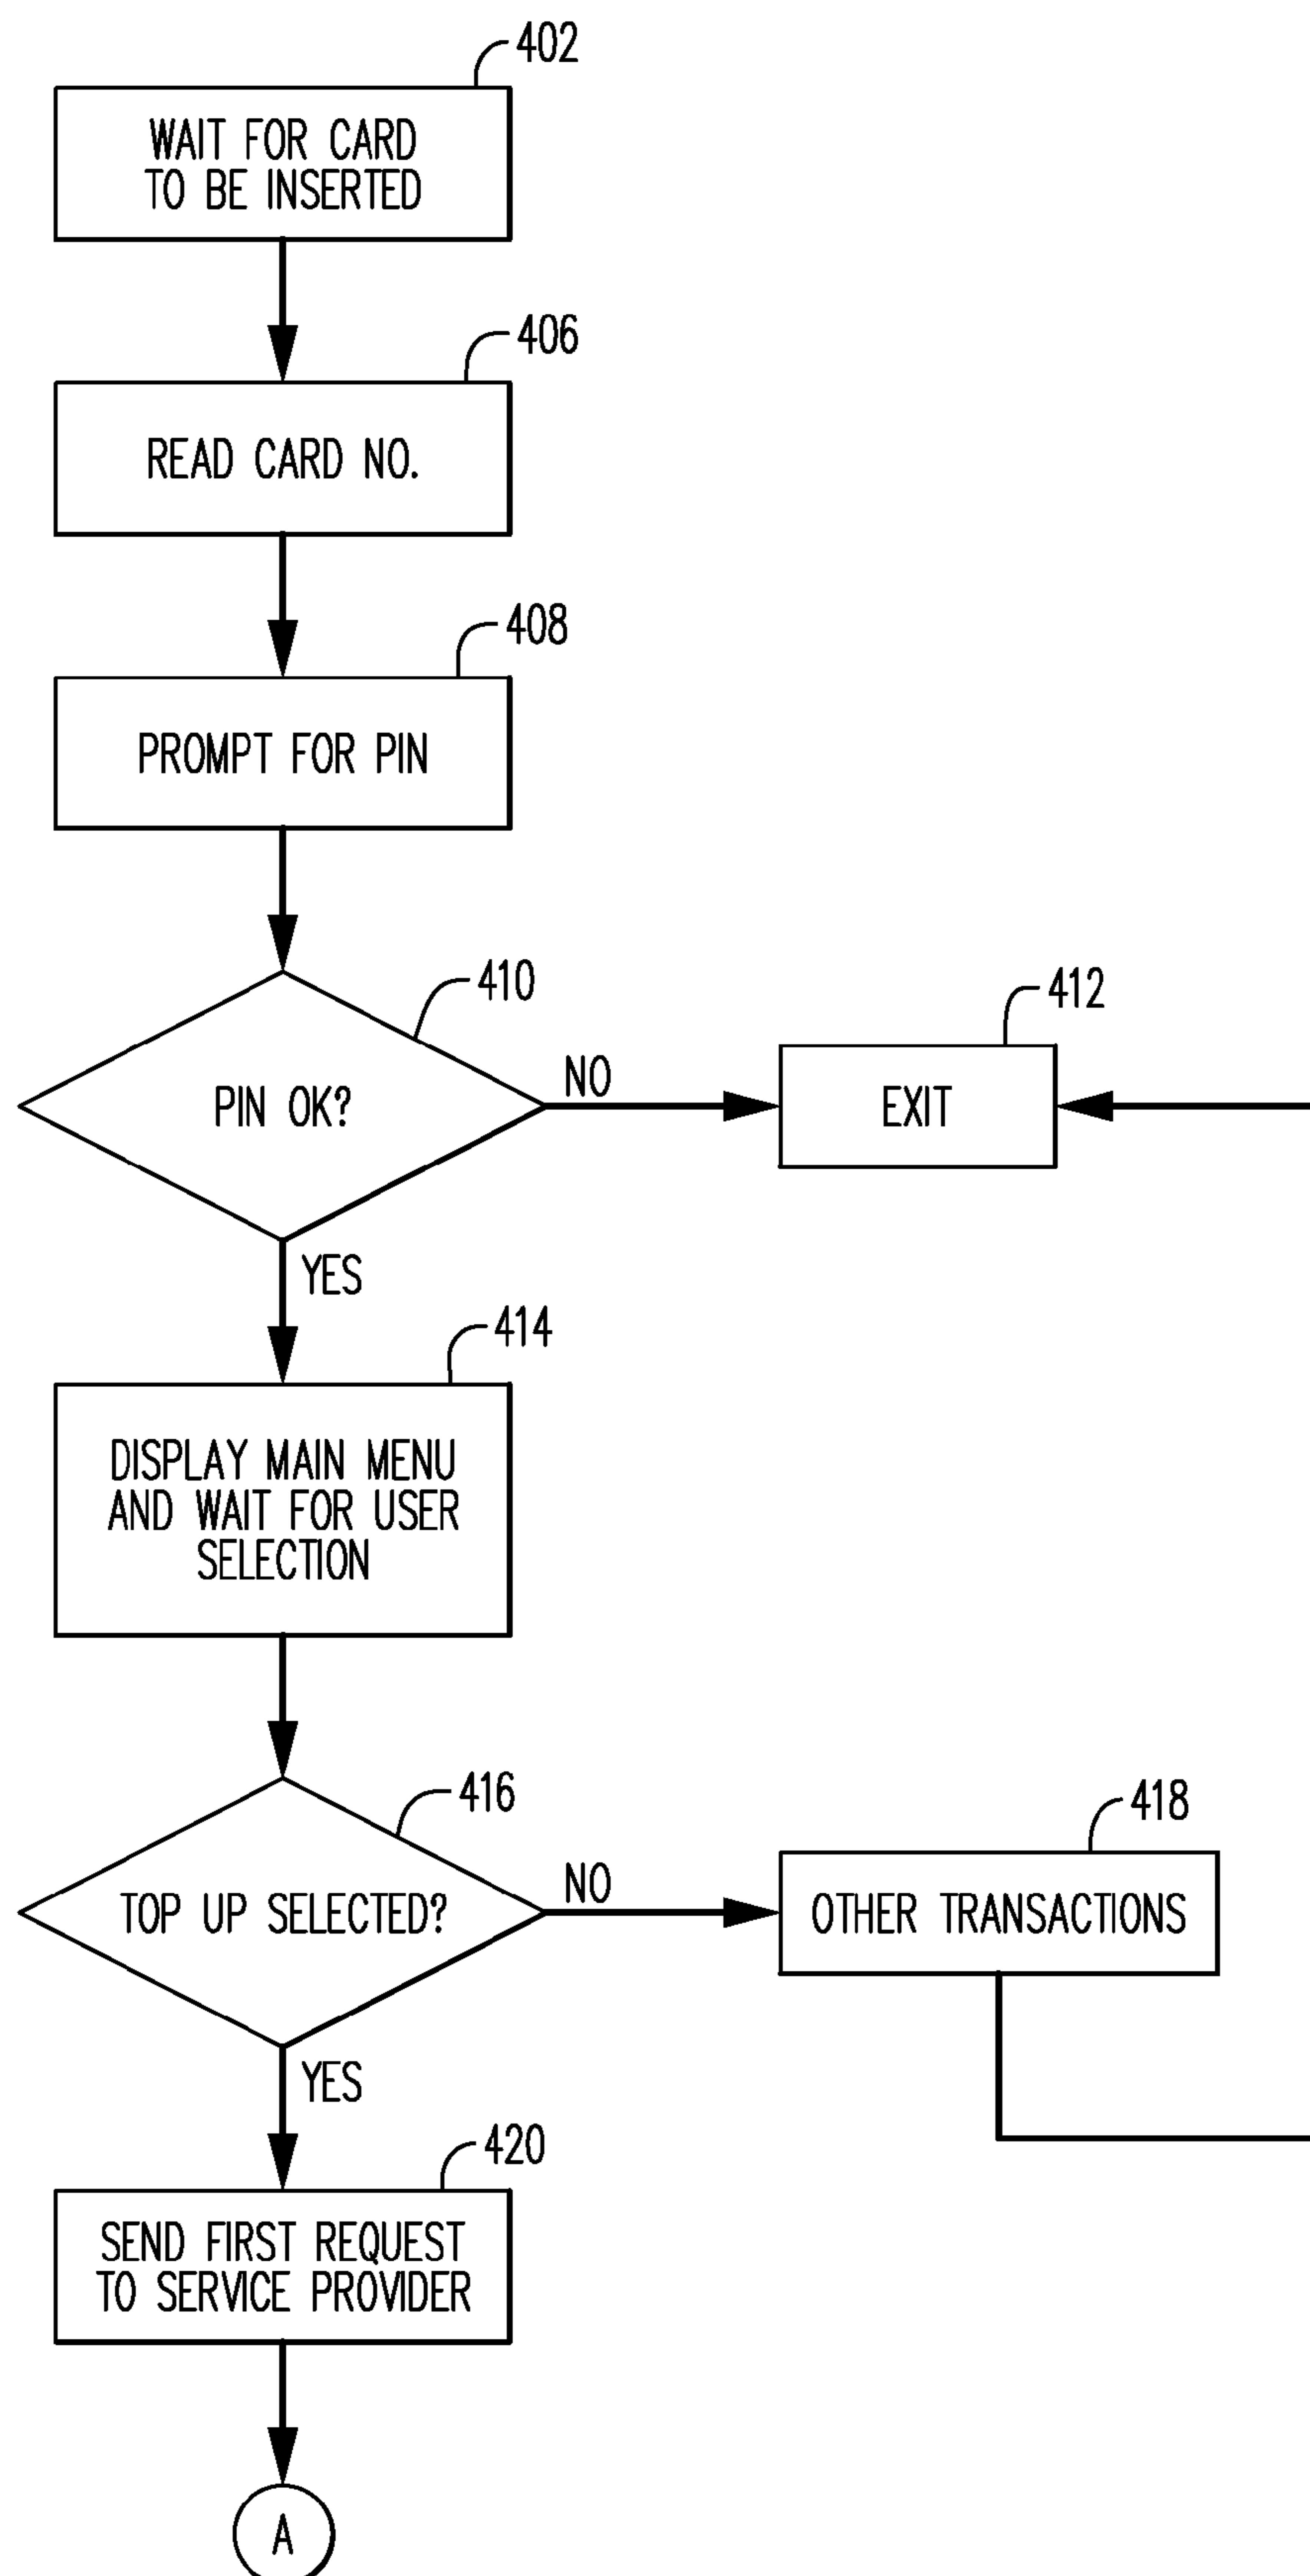 402
WAIT FOR CARD
TO BE INSERTED
406
READ CARD NO.
408
PROMPT FOR PIN
410
PIN OK?
NO
412
EXIT
YES
414
DISPLAY MAIN MENU
AND WAIT FOR USER
SELECTION
416
TOP UP SELECTED?
NO
418
OTHER TRANSACTIONS
YES
420
SEND FIRST REQUEST
TO SERVICE PROVIDER
A